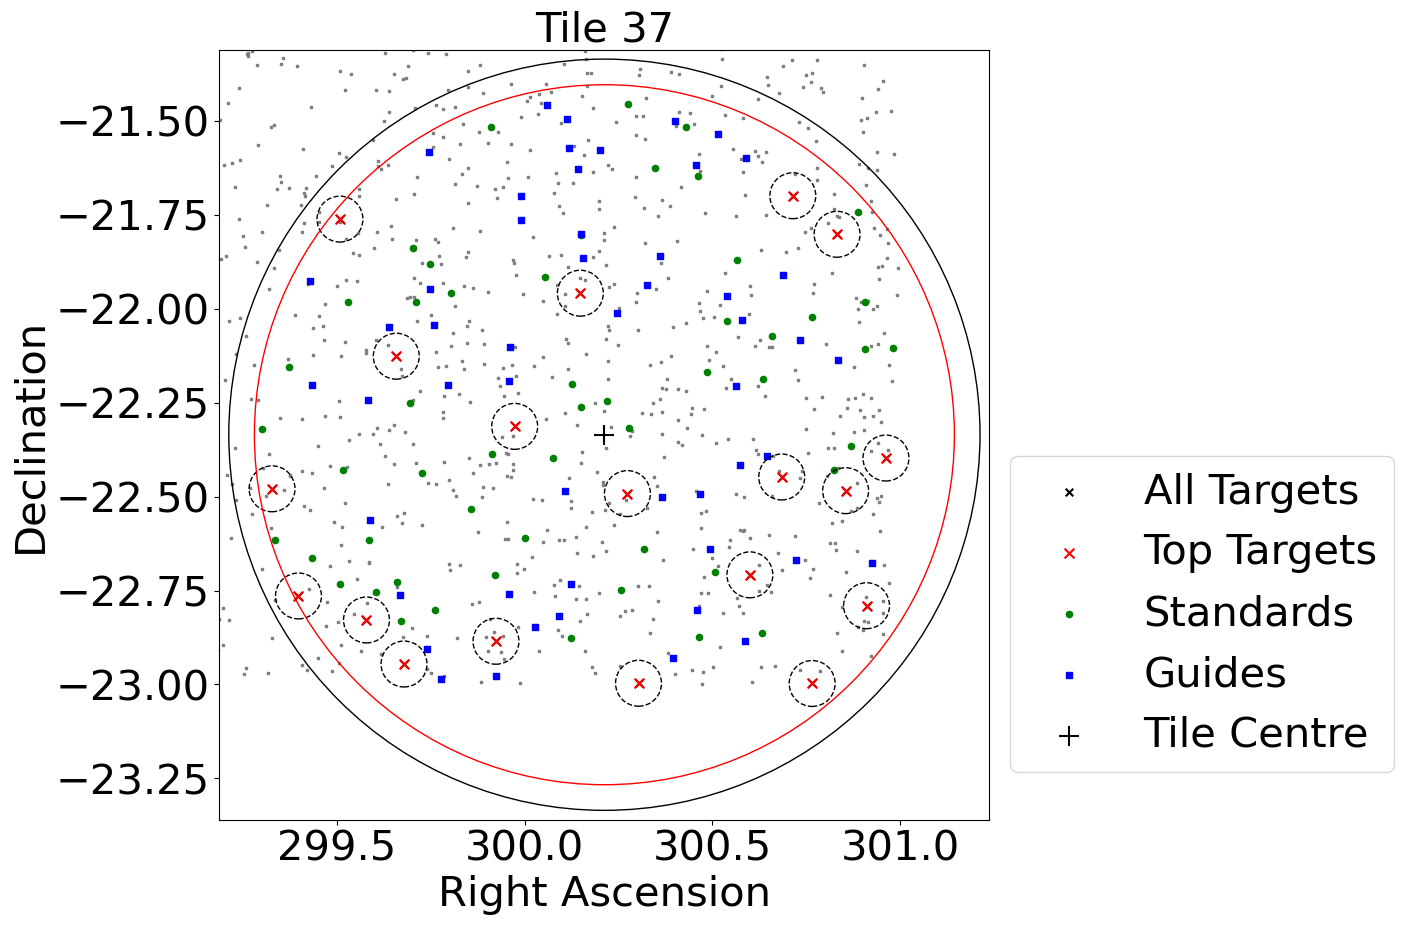 Tile 37
−21.50
−21.75
−22.00
−22.25
−22.50
−22.75
−23.00
−23.25
Declination
299.5 300.0 300.5 301.0
Right Ascension
All Targets
Top Targets
Standards
Guides
Tile Centre